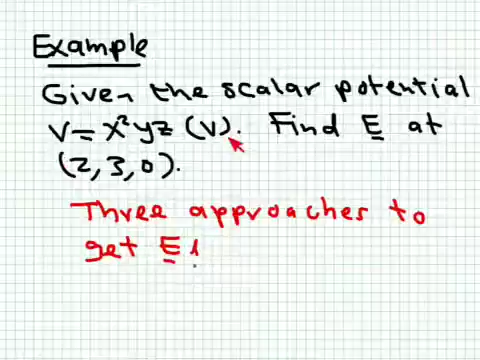 Example
Given the scalar potential
V = x²yz (V). Find E at
(2, 3, 0).
Three approaches to
get E!